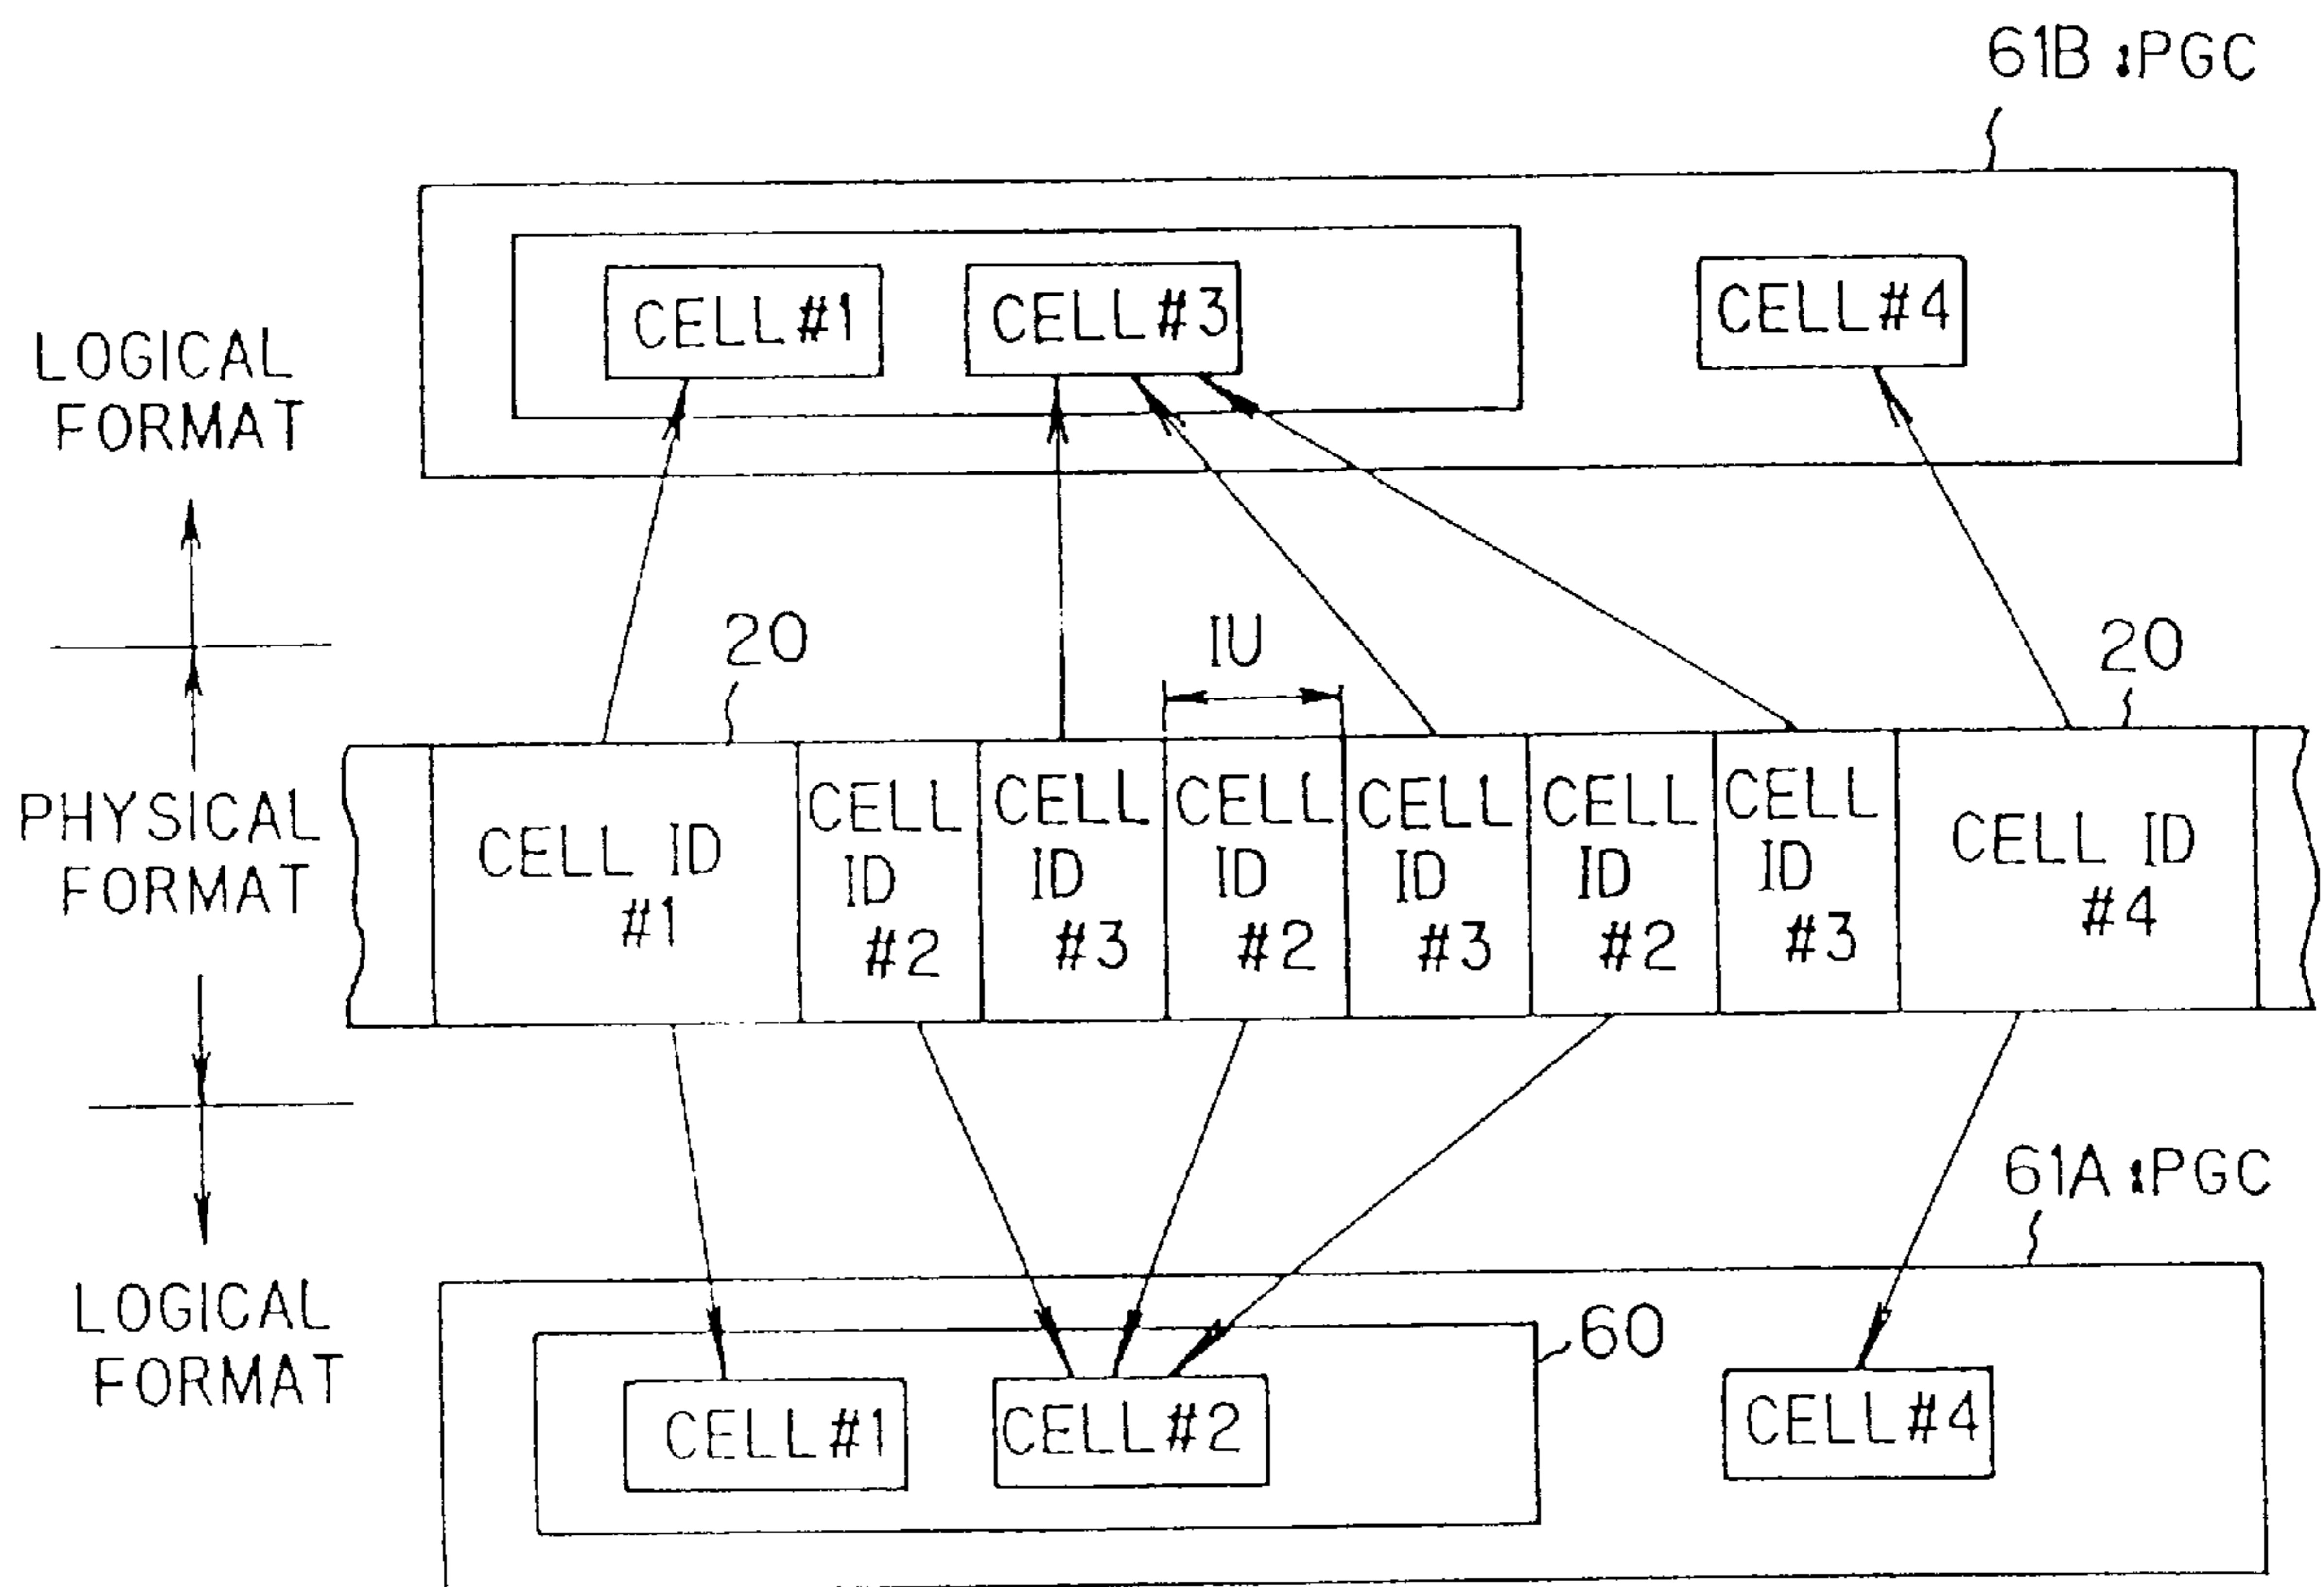 61B :PGC
CELL#1
CELL#3
CELL#4
LOGICAL
FORMAT
20
IU
20
PHYSICAL
FORMAT
CELL ID
#1
CELL
ID
#2
CELL
ID
#3
CELL
ID
#2
CELL
ID
#3
CELL
ID
#2
CELL
ID
#3
CELL ID
#4
61A :PGC
LOGICAL
FORMAT
60
CELL#1
CELL#2
CELL#4